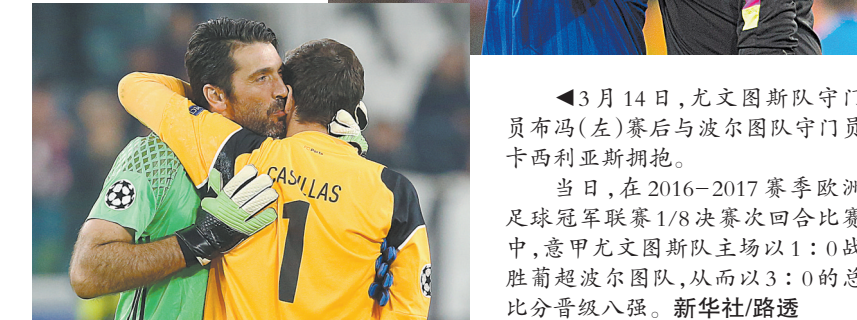 CASILLAS
1
◀3月14日,尤文图斯队守门
员布冯(左)赛后与波尔图队守门员
卡西利亚斯拥抱。
当日,在2016-2017赛季欧洲
足球冠军联赛1/8决赛次回合比赛
中,意甲尤文图斯队主场以1:0战
胜葡超波尔图队,从而以3:0的总
比分晋级八强。新华社/路透